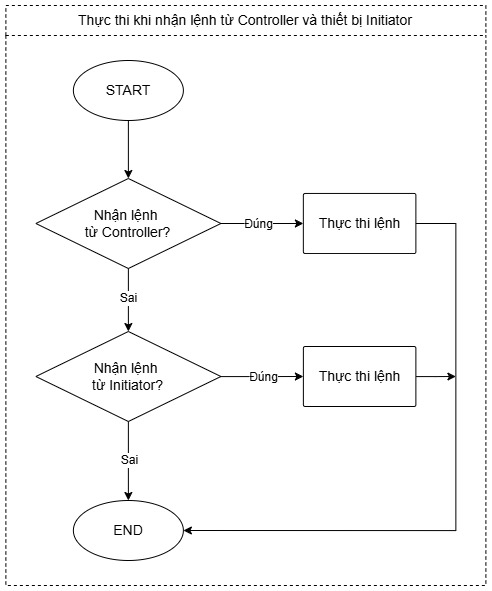 Thực thi khi nhận lệnh từ Controller và thiết bị Initiator
START
Nhận lệnh
từ Controller?
Đúng
Thực thi lệnh
Sai
Nhận lệnh
từ Initiator?
Đúng
Thực thi lệnh
Sai
END